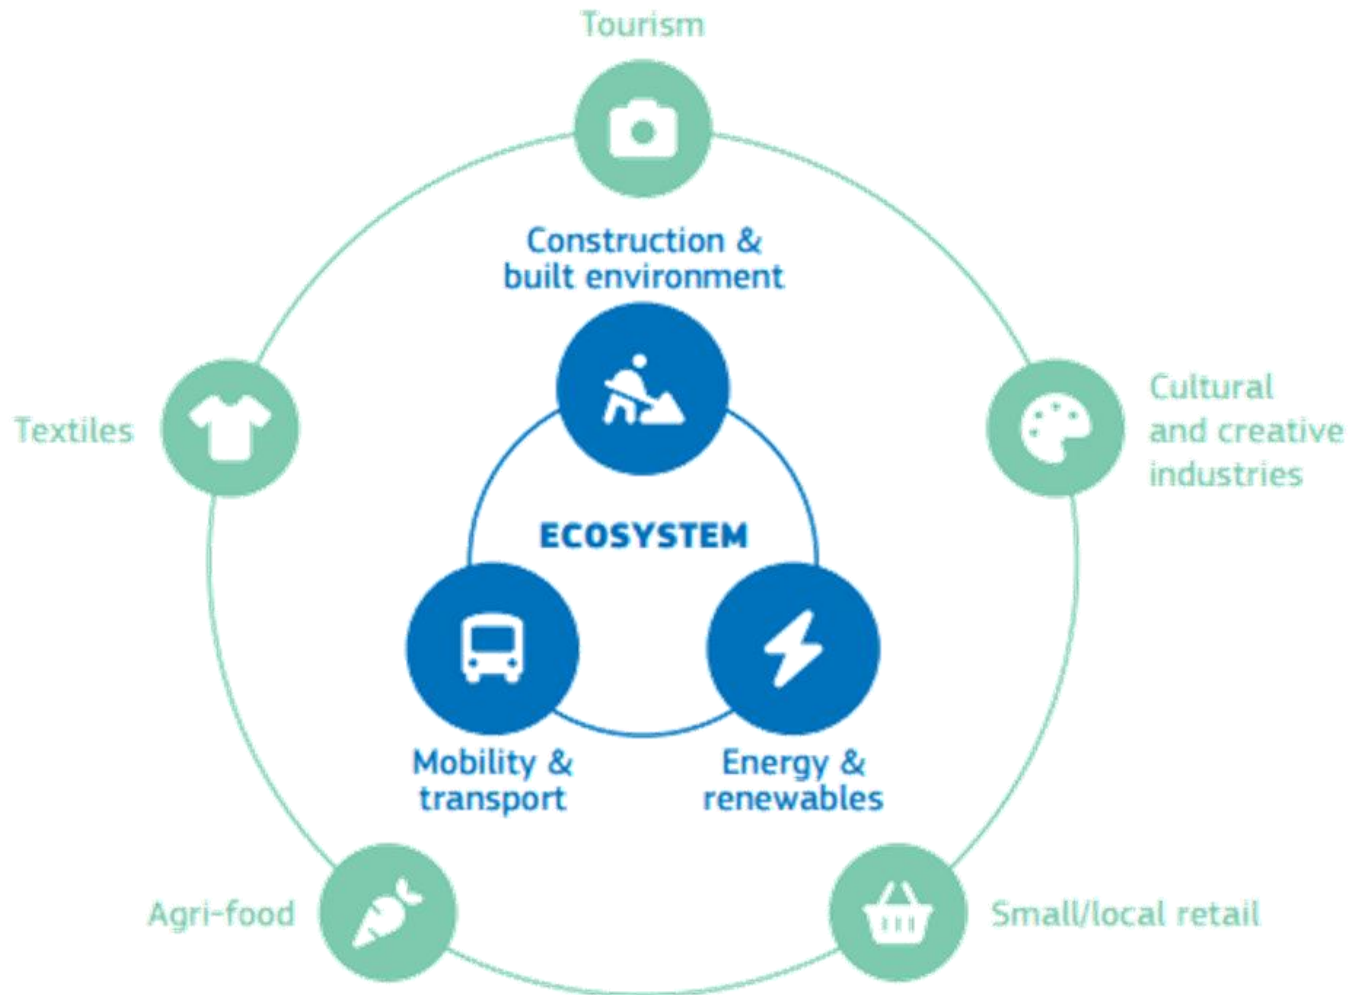 Tourism
Construction &
built environment
Textiles
Cultural
and creative
industries
ECOSYSTEM
Mobility &
transport
Energy &
renewables
Agri-food
Small/local retail